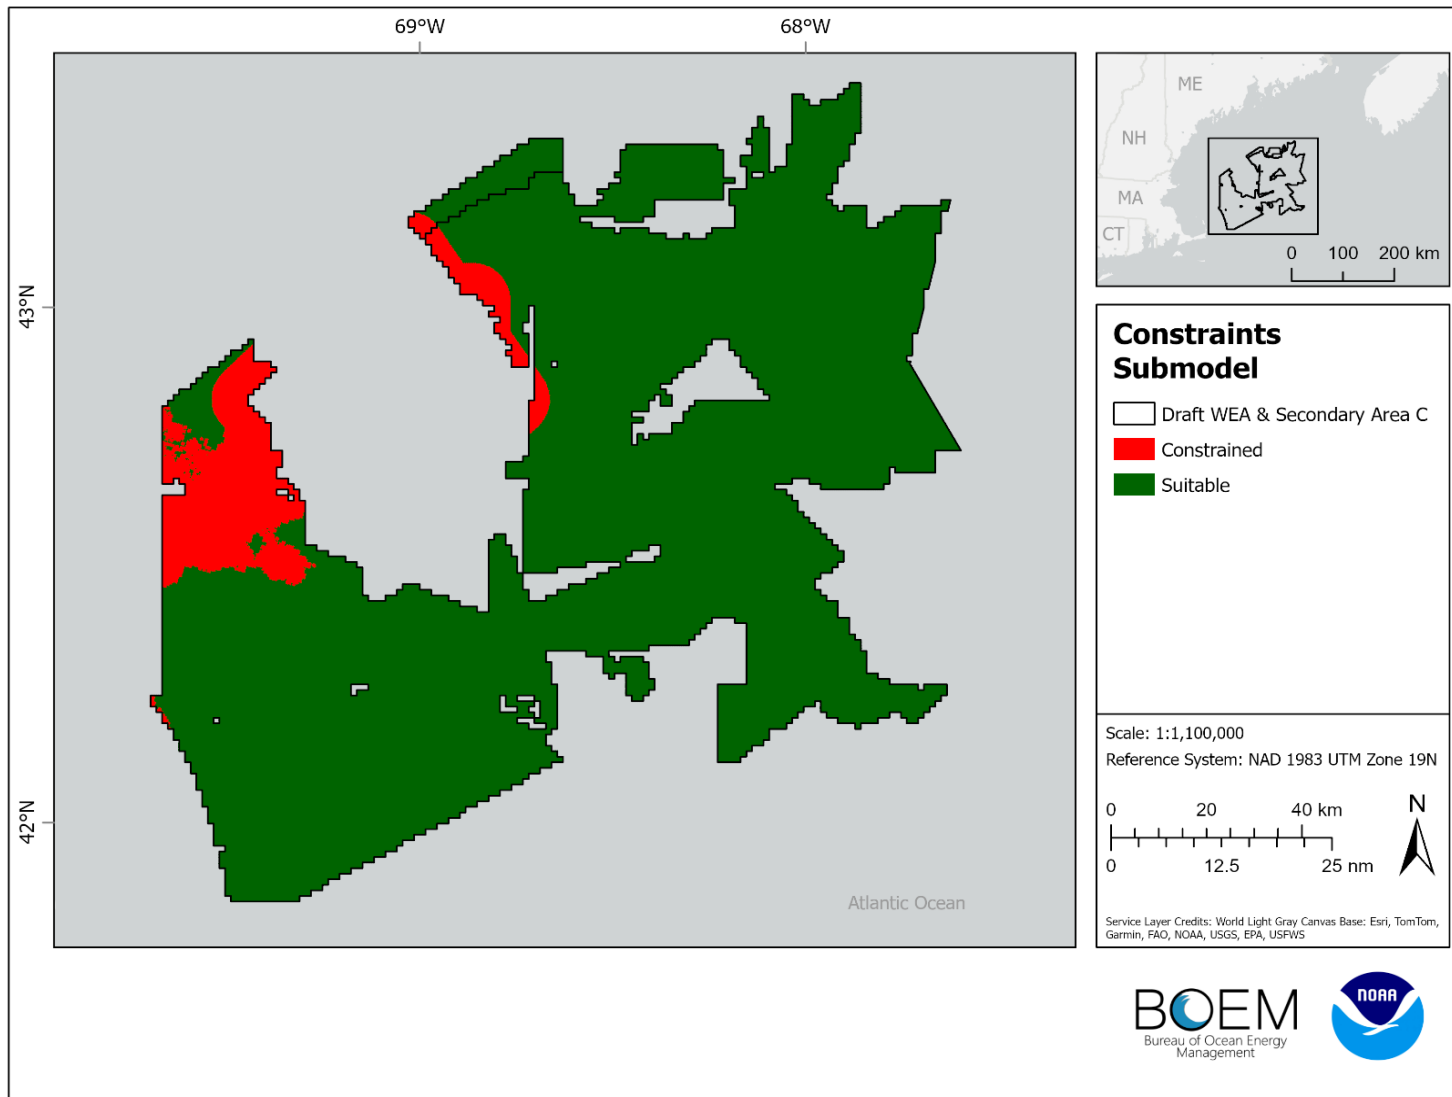 69°W
68°W
43°N
42°N
Atlantic Ocean
ME
NH
MA
CT
0 100 200 km
Constraints
Submodel
Draft WEA & Secondary Area C
Constrained
Suitable
Scale: 1:1,100,000
Reference System: NAD 1983 UTM Zone 19N
0 20 40 km
0 12.5 25 nm
N
Service Layer Credits: World Light Gray Canvas Base: Esri, TomTom,
Garmin, FAO, NOAA, USGS, EPA, USFWS
BOEM
Bureau of Ocean Energy
Management
NOAA